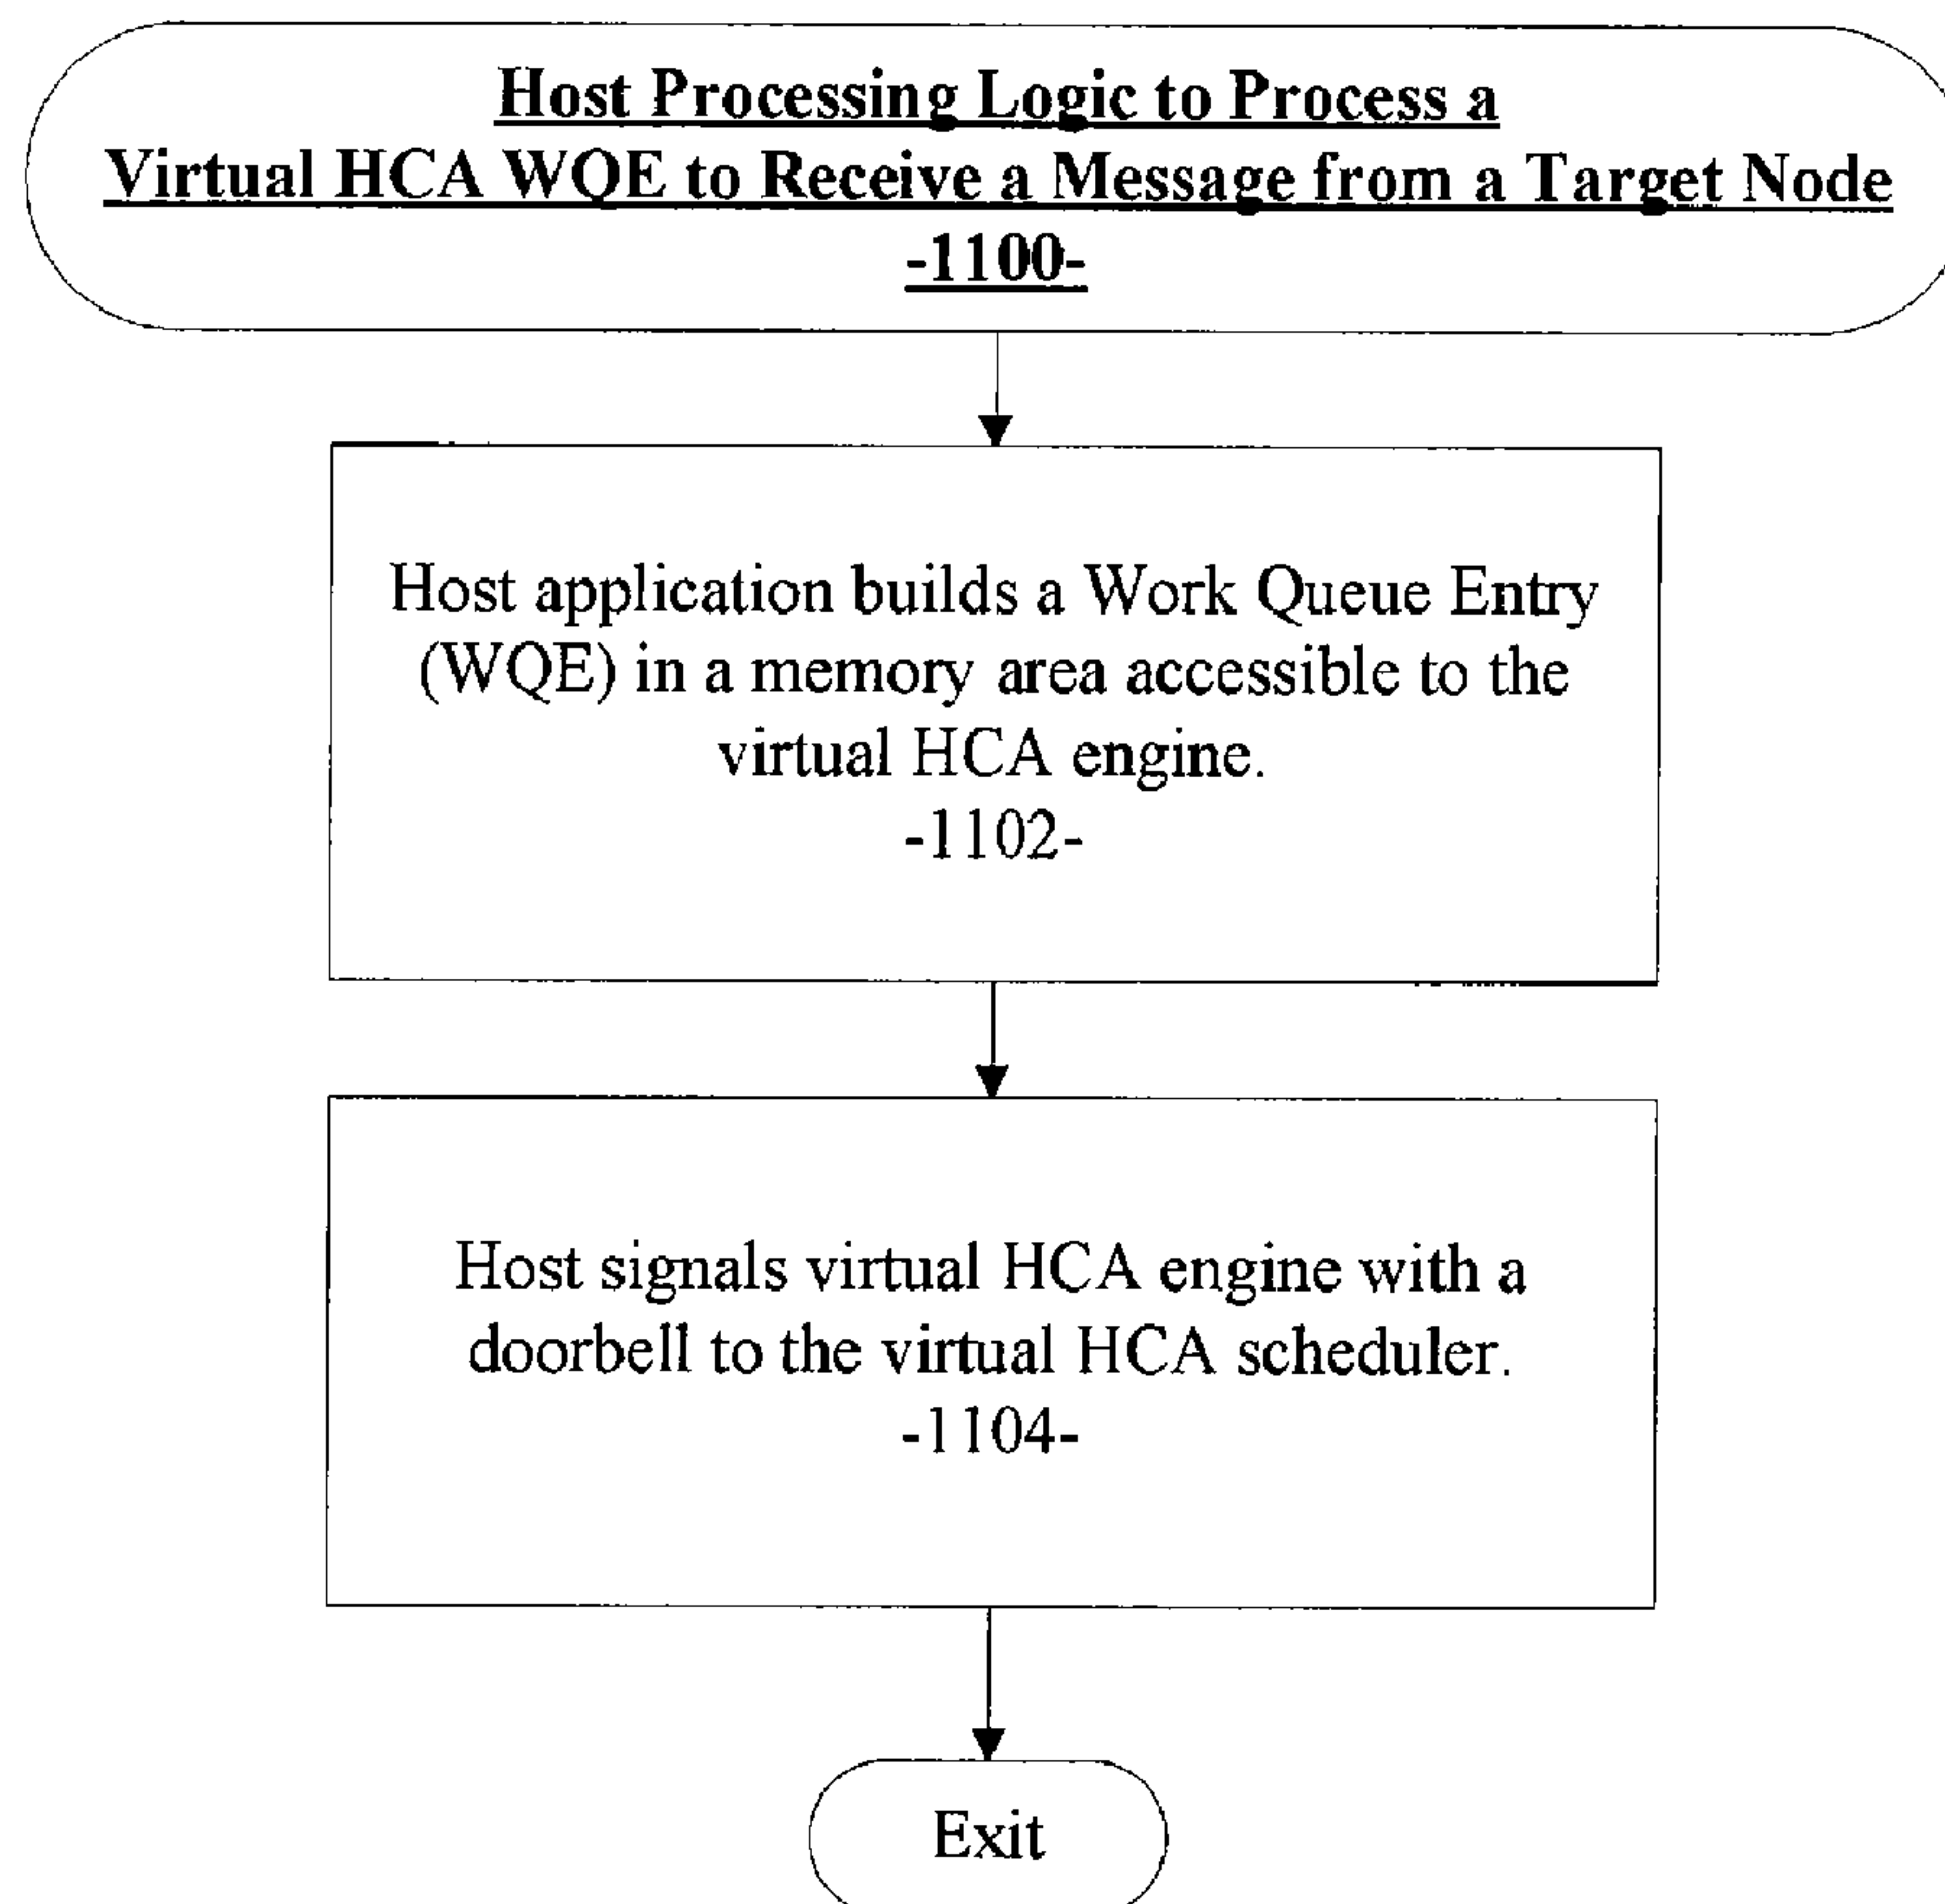 Host Processing Logic to Process a
Virtual HCA WQE to Receive a Message from a Target Node
-1100-
Host application builds a Work Queue Entry
(WQE) in a memory area accessible to the
virtual HCA engine.
-1102-
Host signals virtual HCA engine with a
doorbell to the virtual HCA scheduler.
-1104-
Exit